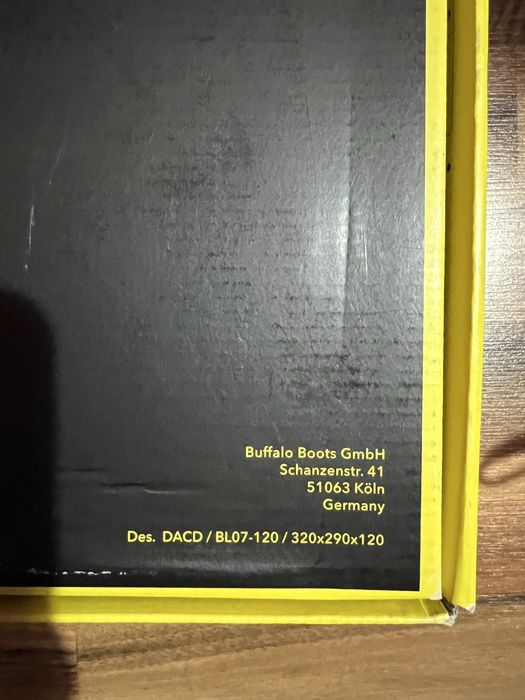 Buffalo Boots GmbH
Schanzenstr. 41
51063 Köln
Germany
Des. DACD / BL07-120 / 320x290x120